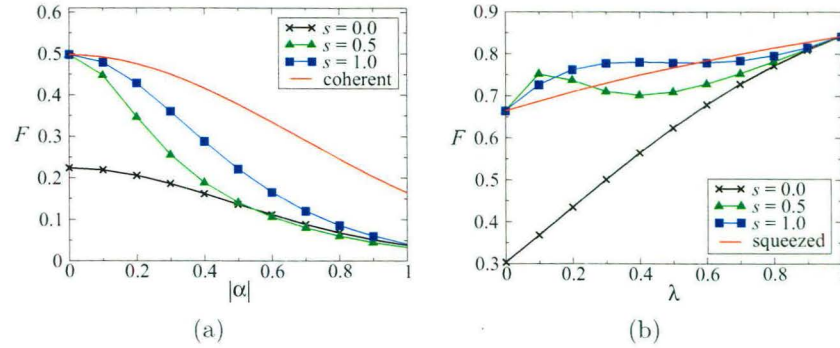 0.6
0.5
0.4
0.3
0.2
0.1
0
F
s = 0.0
s = 0.5
s = 1.0
coherent
0 0.2 0.4 0.6 0.8 1
|α|
(a)
0.9
0.8
0.7
0.6
0.5
0.4
0.3
F
s = 0.0
s = 0.5
s = 1.0
squeezed
0 0.2 0.4 0.6 0.8
λ
(b)